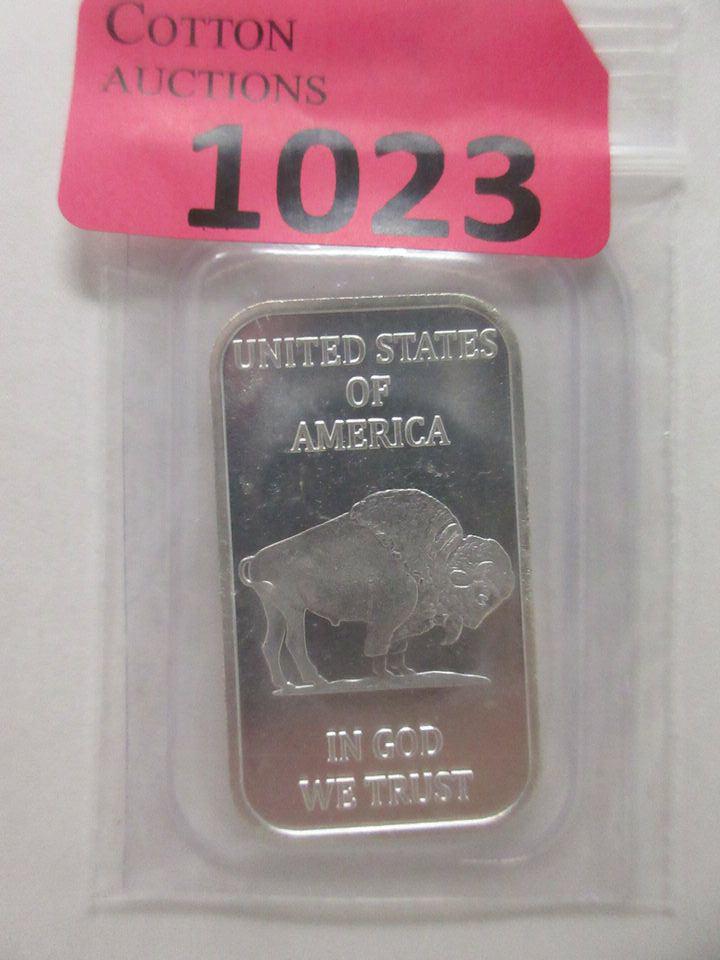 COTTON
AUCTIONS
1023
UNITED STATES
OF
AMERICA
IN GOD
WE TRUST